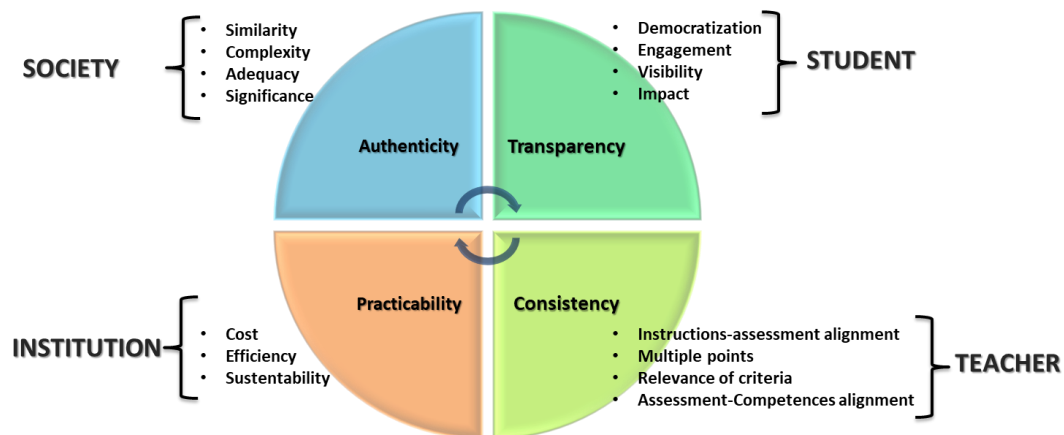 SOCIETY
• Similarity
• Complexity
• Adequacy
• Significance
Authenticity
• Democratization
• Engagement
• Visibility
• Impact
STUDENT
Transparency
INSTITUTION
• Cost
• Efficiency
• Sustentability
Practicability
Consistency
• Instructions-assessment alignment
• Multiple points
• Relevance of criteria
• Assessment-Competences alignment
TEACHER